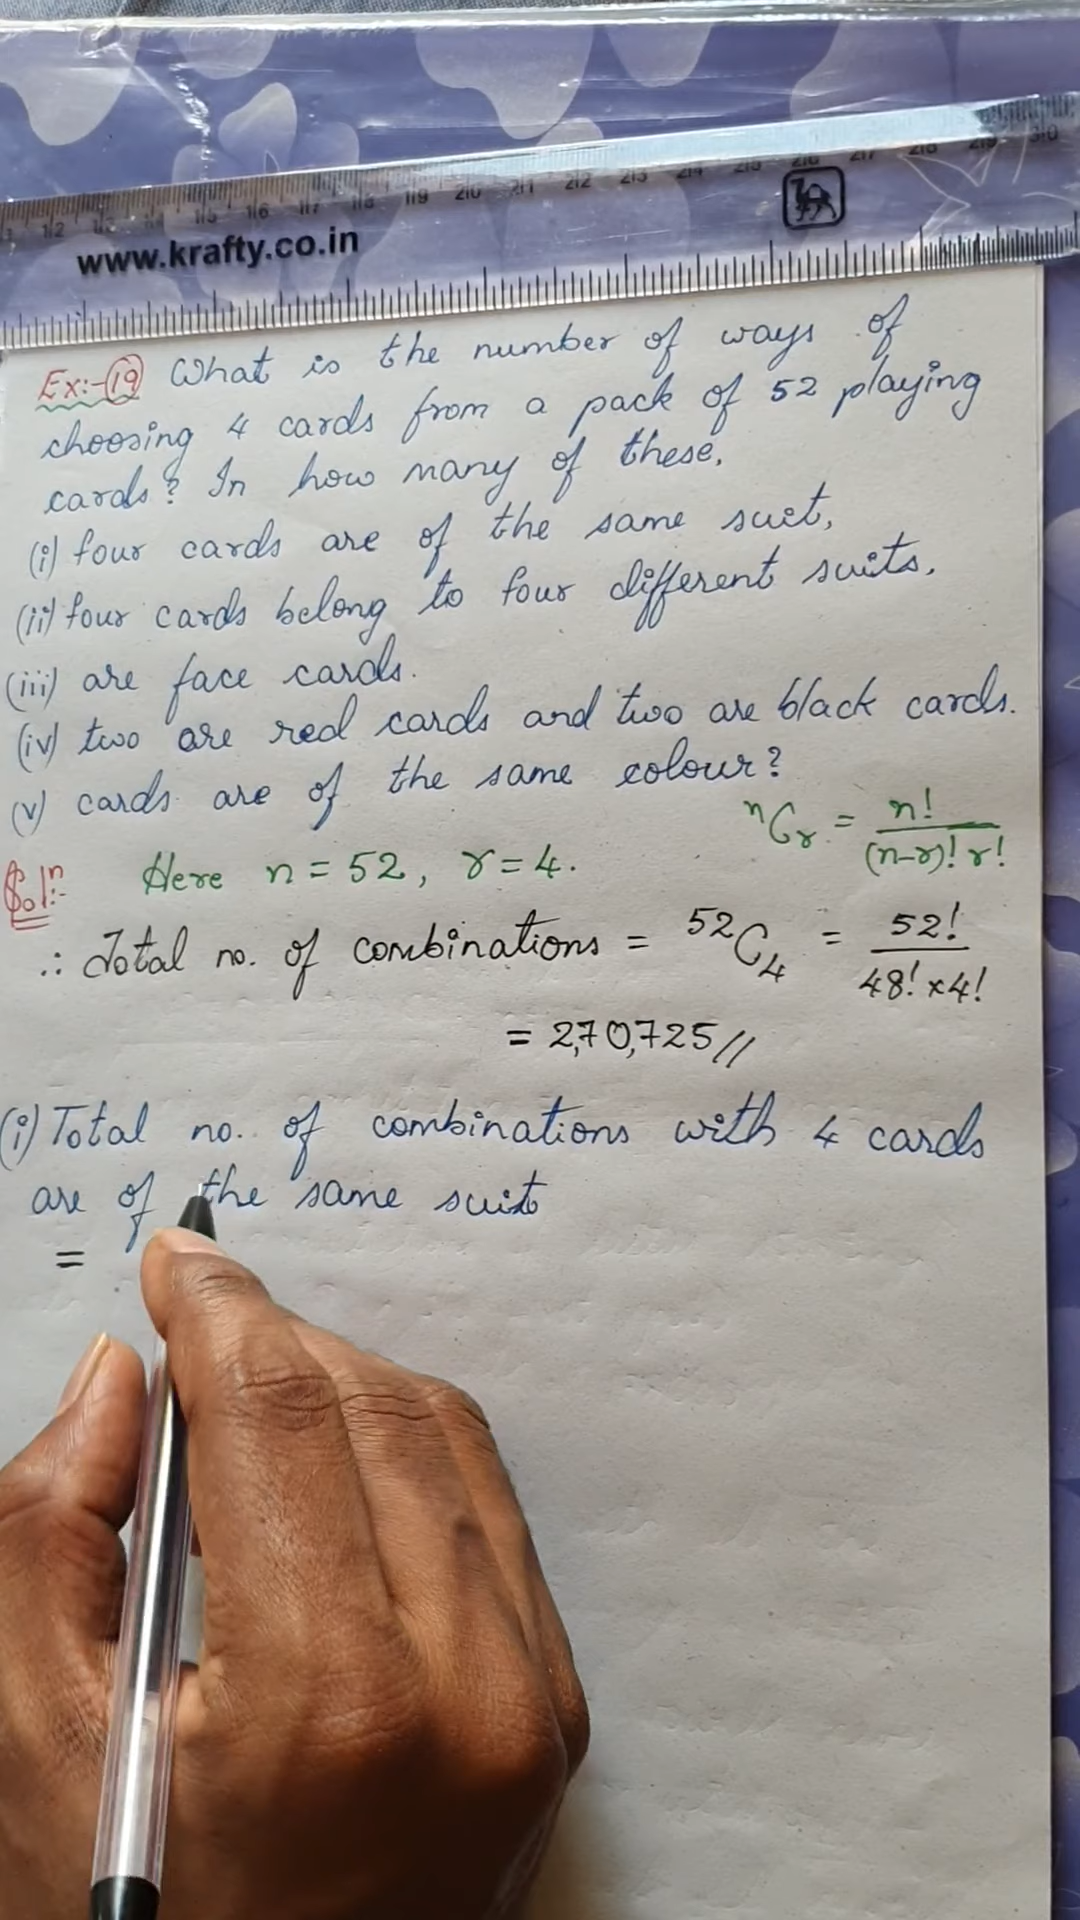 www.krafty.co.in
Ex:-(19) What is the number of ways of
choosing 4 cards from a pack of 52 playing
cards? In how many of these,
(i) four cards are of the same suit,
(ii) four cards belong to four different suits,
(iii) are face cards.
(iv) two are red cards and two are black cards.
(v) cards are of the same colour?
ⁿCᵣ = n! / (n-r)! r!
Solⁿ:- Here n = 52, r = 4.
∴ Total no. of combinations = ⁵²C₄ = 52! / 48! × 4!
= 2,70,725//
(i) Total no. of combinations with 4 cards
are of the same suit
=